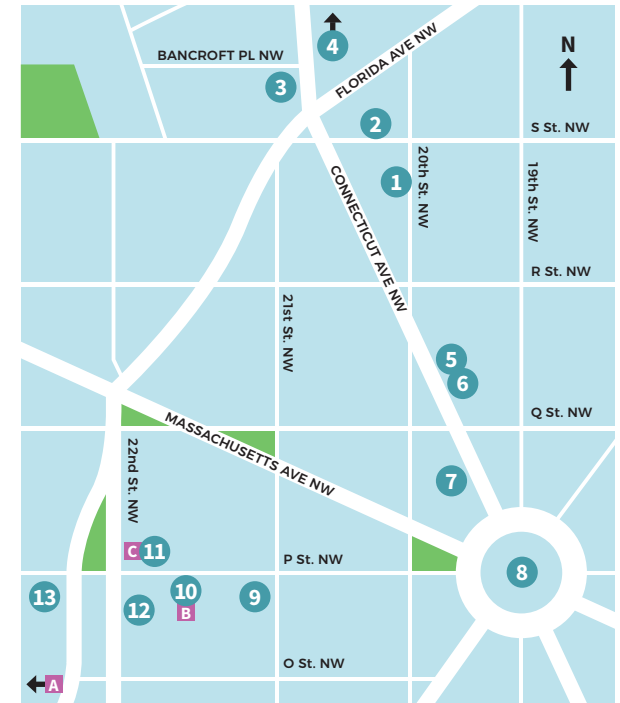 4
N
BANCROFT PL NW
FLORIDA AVE NW
3
2
S St. NW
1
20th St. NW
19th St. NW
CONNECTICUT AVE NW
R St. NW
21st St. NW
5
6
Q St. NW
MASSACHUSETTS AVE NW
22nd St. NW
7
C 11
P St. NW
8
13
12
10
B
9
O St. NW
A